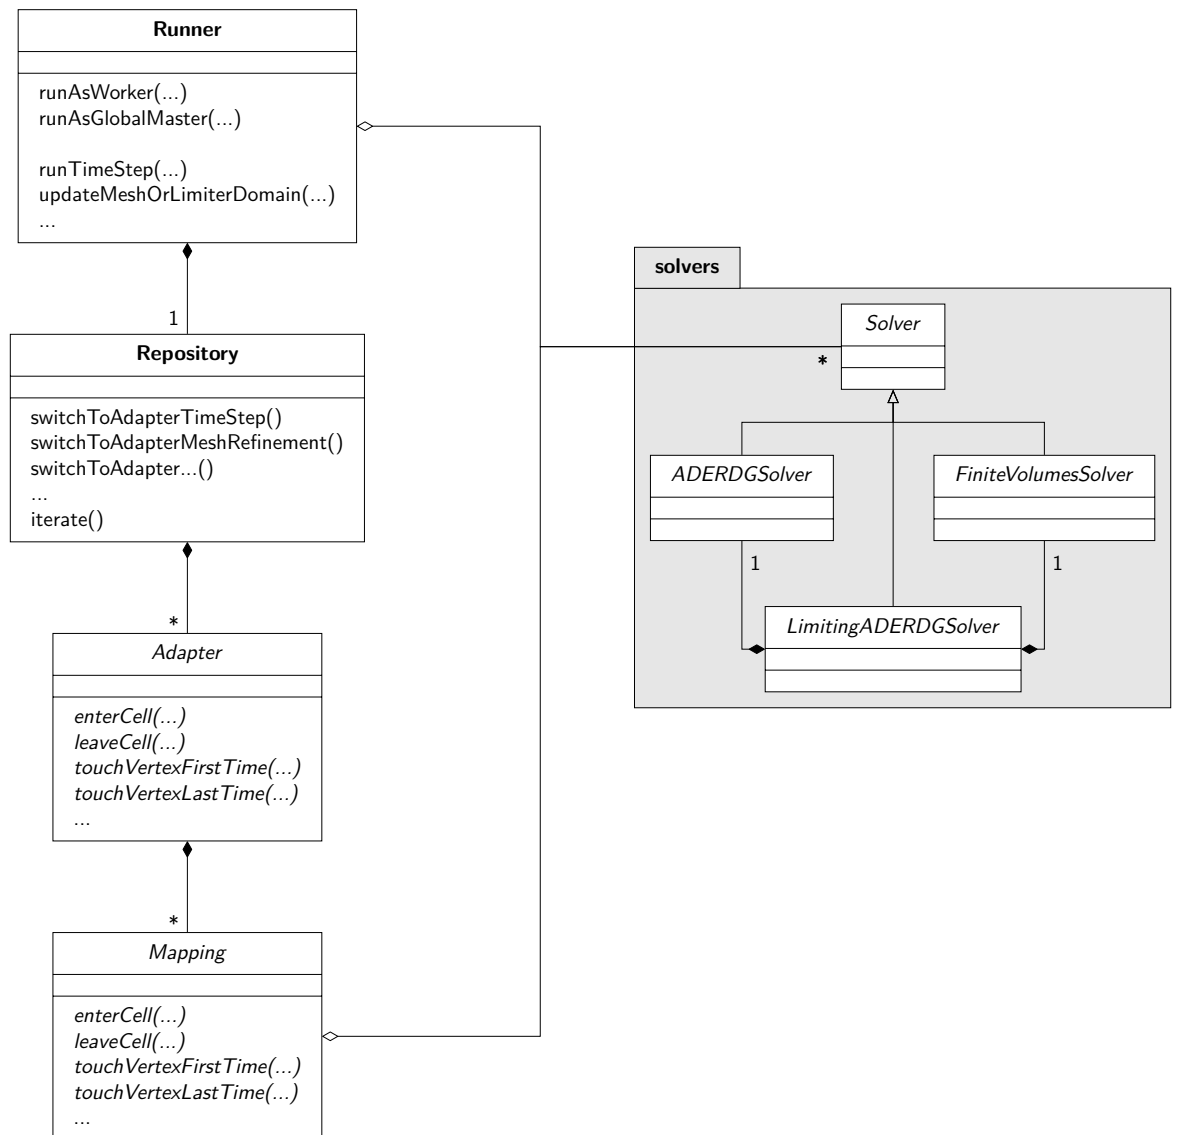 Runner
runAsWorker(...)
runAsGlobalMaster(...)
runTimeStep(...)
updateMeshOrLimiterDomain(...)
...
1
Repository
switchToAdapterTimeStep()
switchToAdapterMeshRefinement()
switchToAdapter...()
...
iterate()
*
Adapter
enterCell(...)
leaveCell(...)
touchVertexFirstTime(...)
touchVertexLastTime(...)
...
*
Mapping
enterCell(...)
leaveCell(...)
touchVertexFirstTime(...)
touchVertexLastTime(...)
...
solvers
Solver
*
ADERDGSolver
FiniteVolumesSolver
1
1
LimitingADERDGSolver